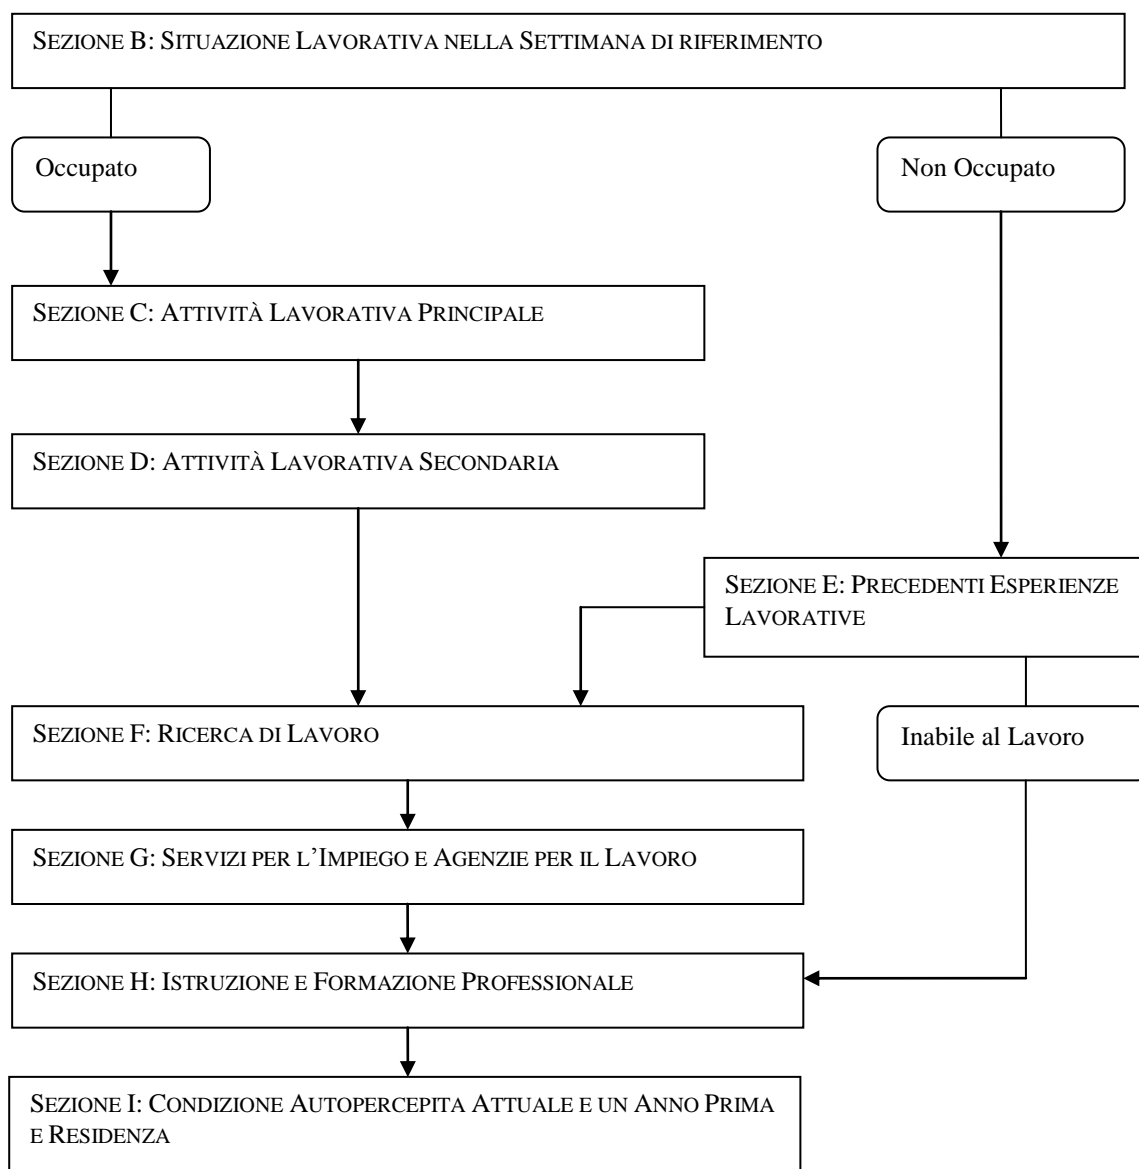 SEZIONE B: SITUAZIONE LAVORATIVA NELLA SETTIMANA DI RIFERIMENTO
Occupato
Non Occupato
SEZIONE C: ATTIVITÀ LAVORATIVA PRINCIPALE
SEZIONE D: ATTIVITÀ LAVORATIVA SECONDARIA
SEZIONE E: PRECEDENTI ESPERIENZE
LAVORATIVE
SEZIONE F: RICERCA DI LAVORO
Inabile al Lavoro
SEZIONE G: SERVIZI PER L’IMPIEGO E AGENZIE PER IL LAVORO
SEZIONE H: ISTRUZIONE E FORMAZIONE PROFESSIONALE
SEZIONE I: CONDIZIONE AUTOPERCEPITA ATTUALE E UN ANNO PRIMA
E RESIDENZA